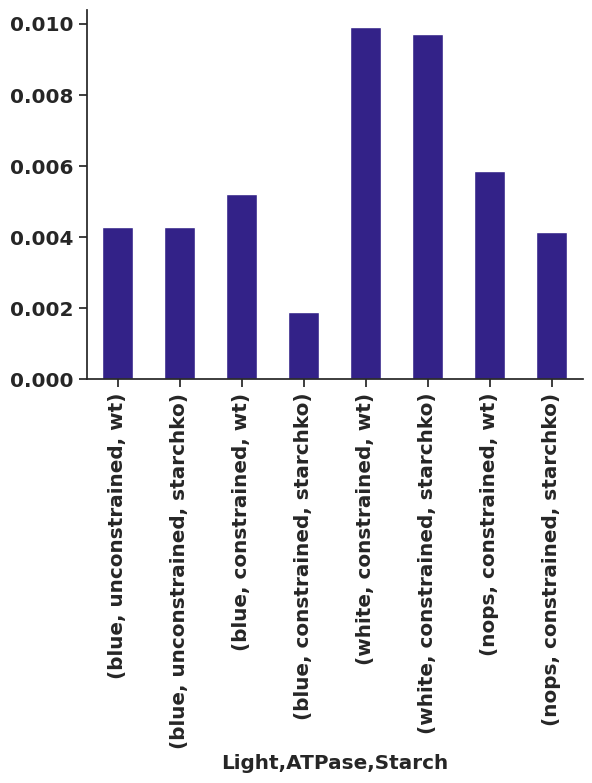 0.010
0.008
0.006
0.004
0.002
0.000
(blue, unconstrained, wt)
(blue, unconstrained, starchko)
(blue, constrained, wt)
(blue, constrained, starchko)
(white, constrained, wt)
(white, constrained, starchko)
(nops, constrained, wt)
(nops, constrained, starchko)
Light,ATPase,Starch